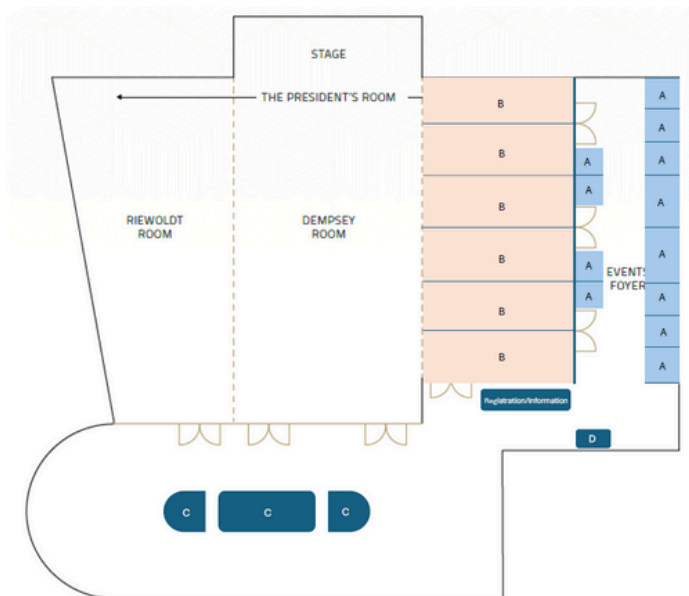 STAGE
THE PRESIDENT'S ROOM
B
A
A
B
A
A
A
A
RIEWOLDT
ROOM
DEMPSEY
ROOM
B
B
A
A
EVENTS
FOYER
A
A
B
A
B
A
Registration/Information
D
C
C
C